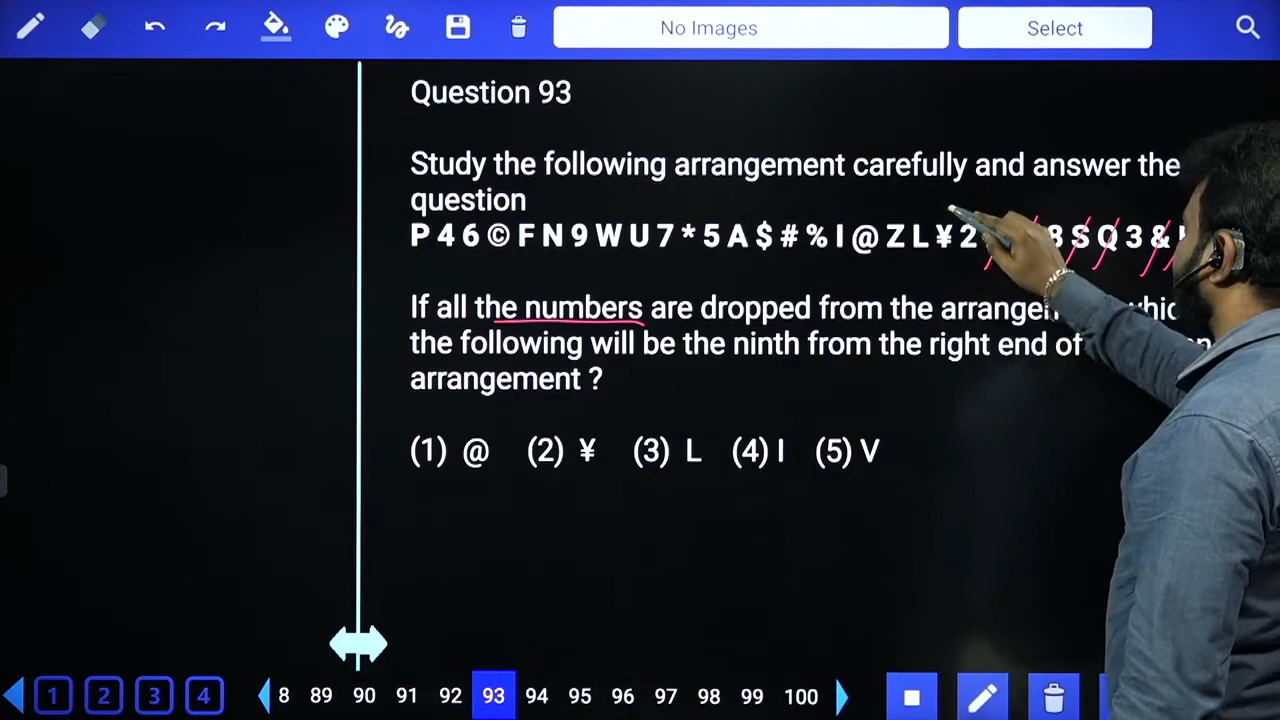 No Images
Select
Question 93
Study the following arrangement carefully and answer the
question
P 4 6 © F N 9 W U 7 * 5 A $ # % I @ Z L ¥ 2 8 S Q 3 &
If all the numbers are dropped from the
the following will be the ninth from the right end of
arrangement ?
(1) @ (2) ¥ (3) L (4) I (5) V
1 2 3 4 8 89 90 91 92 93 94 95 96 97 98 99 100